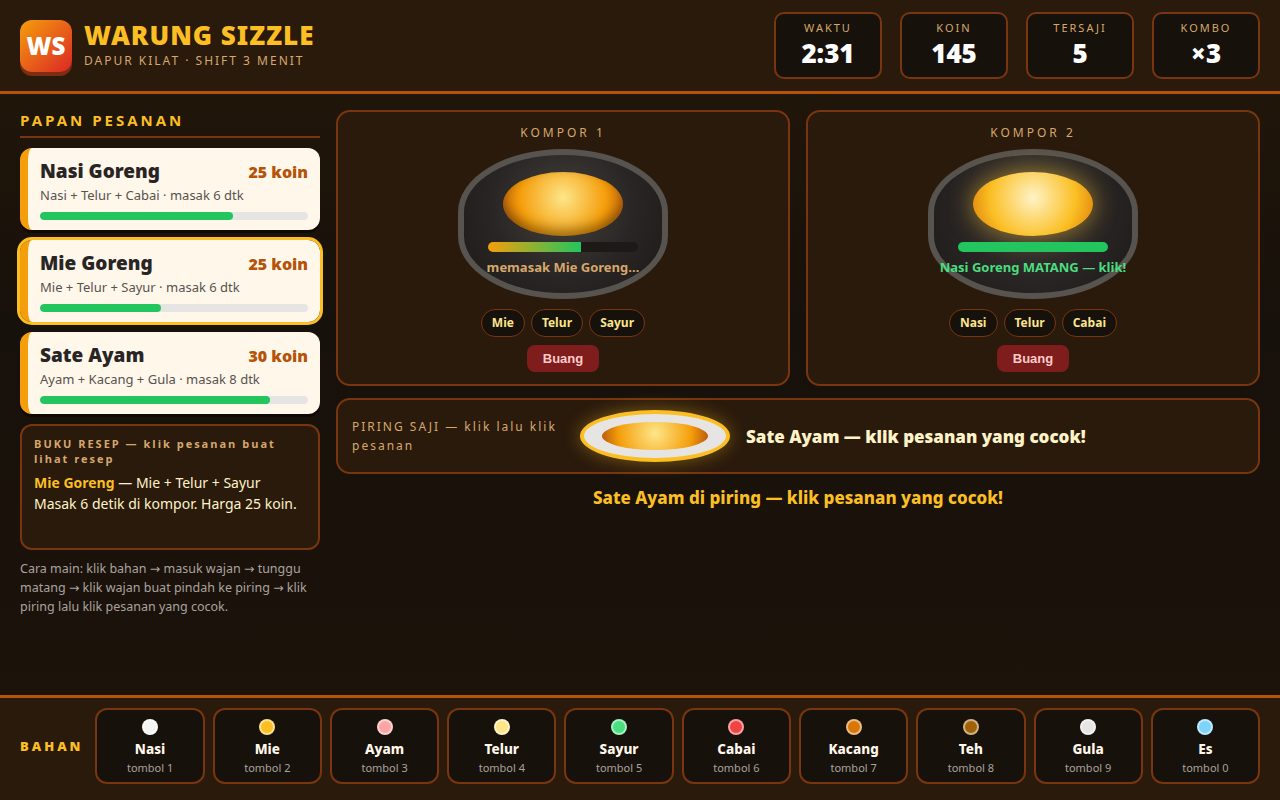 WS
WARUNG SIZZLE
DAPUR KILAT · SHIFT 3 MENIT
WAKTU
2:31
KOIN
145
TERSAJI
5
KOMBO
×3
PAPAN PESANAN
Nasi Goreng
25 koin
Nasi + Telur + Cabai · masak 6 dtk
Mie Goreng
25 koin
Mie + Telur + Sayur · masak 6 dtk
Sate Ayam
30 koin
Ayam + Kacang + Gula · masak 8 dtk
BUKU RESEP — klik pesanan buat
lihat resep
Mie Goreng — Mie + Telur + Sayur
Masak 6 detik di kompor. Harga 25 koin.
Cara main: klik bahan → masuk wajan → tunggu
matang → klik wajan buat pindah ke piring → klik
piring lalu klik pesanan yang cocok.
KOMPOR 1
memasak Mie Goreng...
Mie
Telur
Sayur
Buang
KOMPOR 2
Nasi Goreng MATANG — klik!
Nasi
Telur
Cabai
Buang
PIRING SAJI — klik lalu klik
pesanan
Sate Ayam — klik pesanan yang cocok!
Sate Ayam di piring — klik pesanan yang cocok!
BAHAN
Nasi
tombol 1
Mie
tombol 2
Ayam
tombol 3
Telur
tombol 4
Sayur
tombol 5
Cabai
tombol 6
Kacang
tombol 7
Teh
tombol 8
Gula
tombol 9
Es
tombol 0